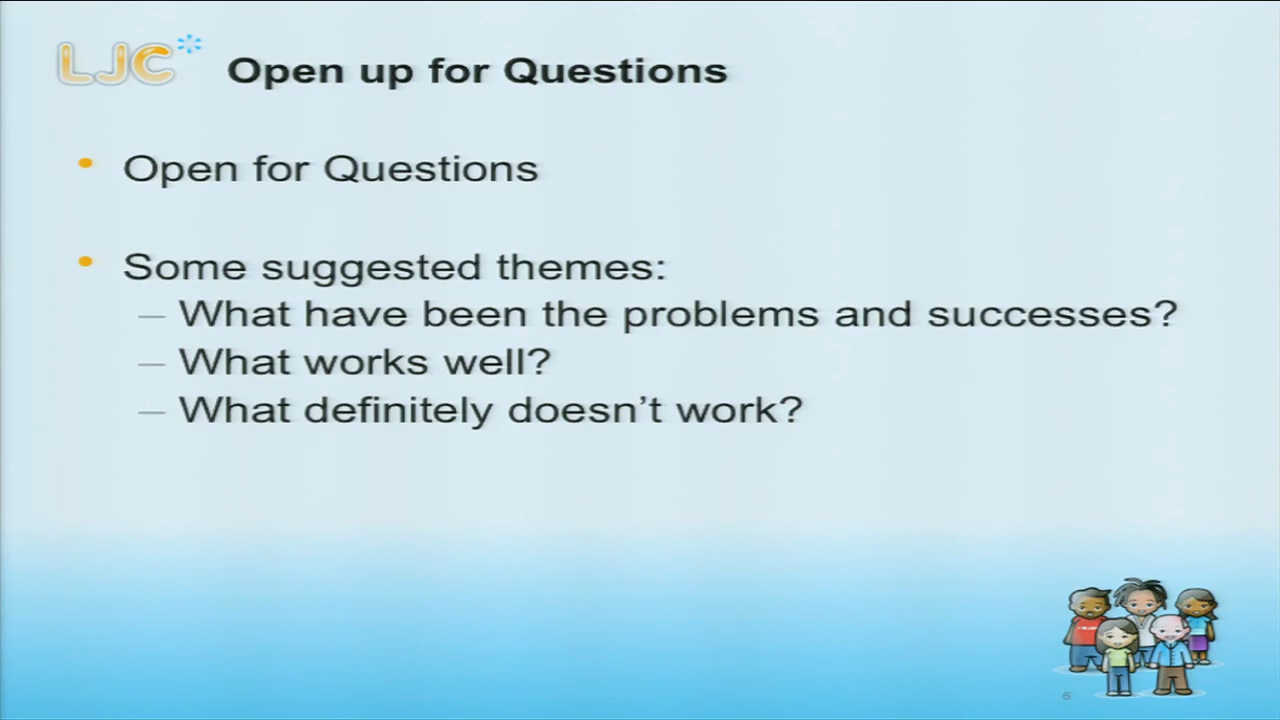 LJC*
Open up for Questions
• Open for Questions
• Some suggested themes:
– What have been the problems and successes?
– What works well?
– What definitely doesn’t work?
6